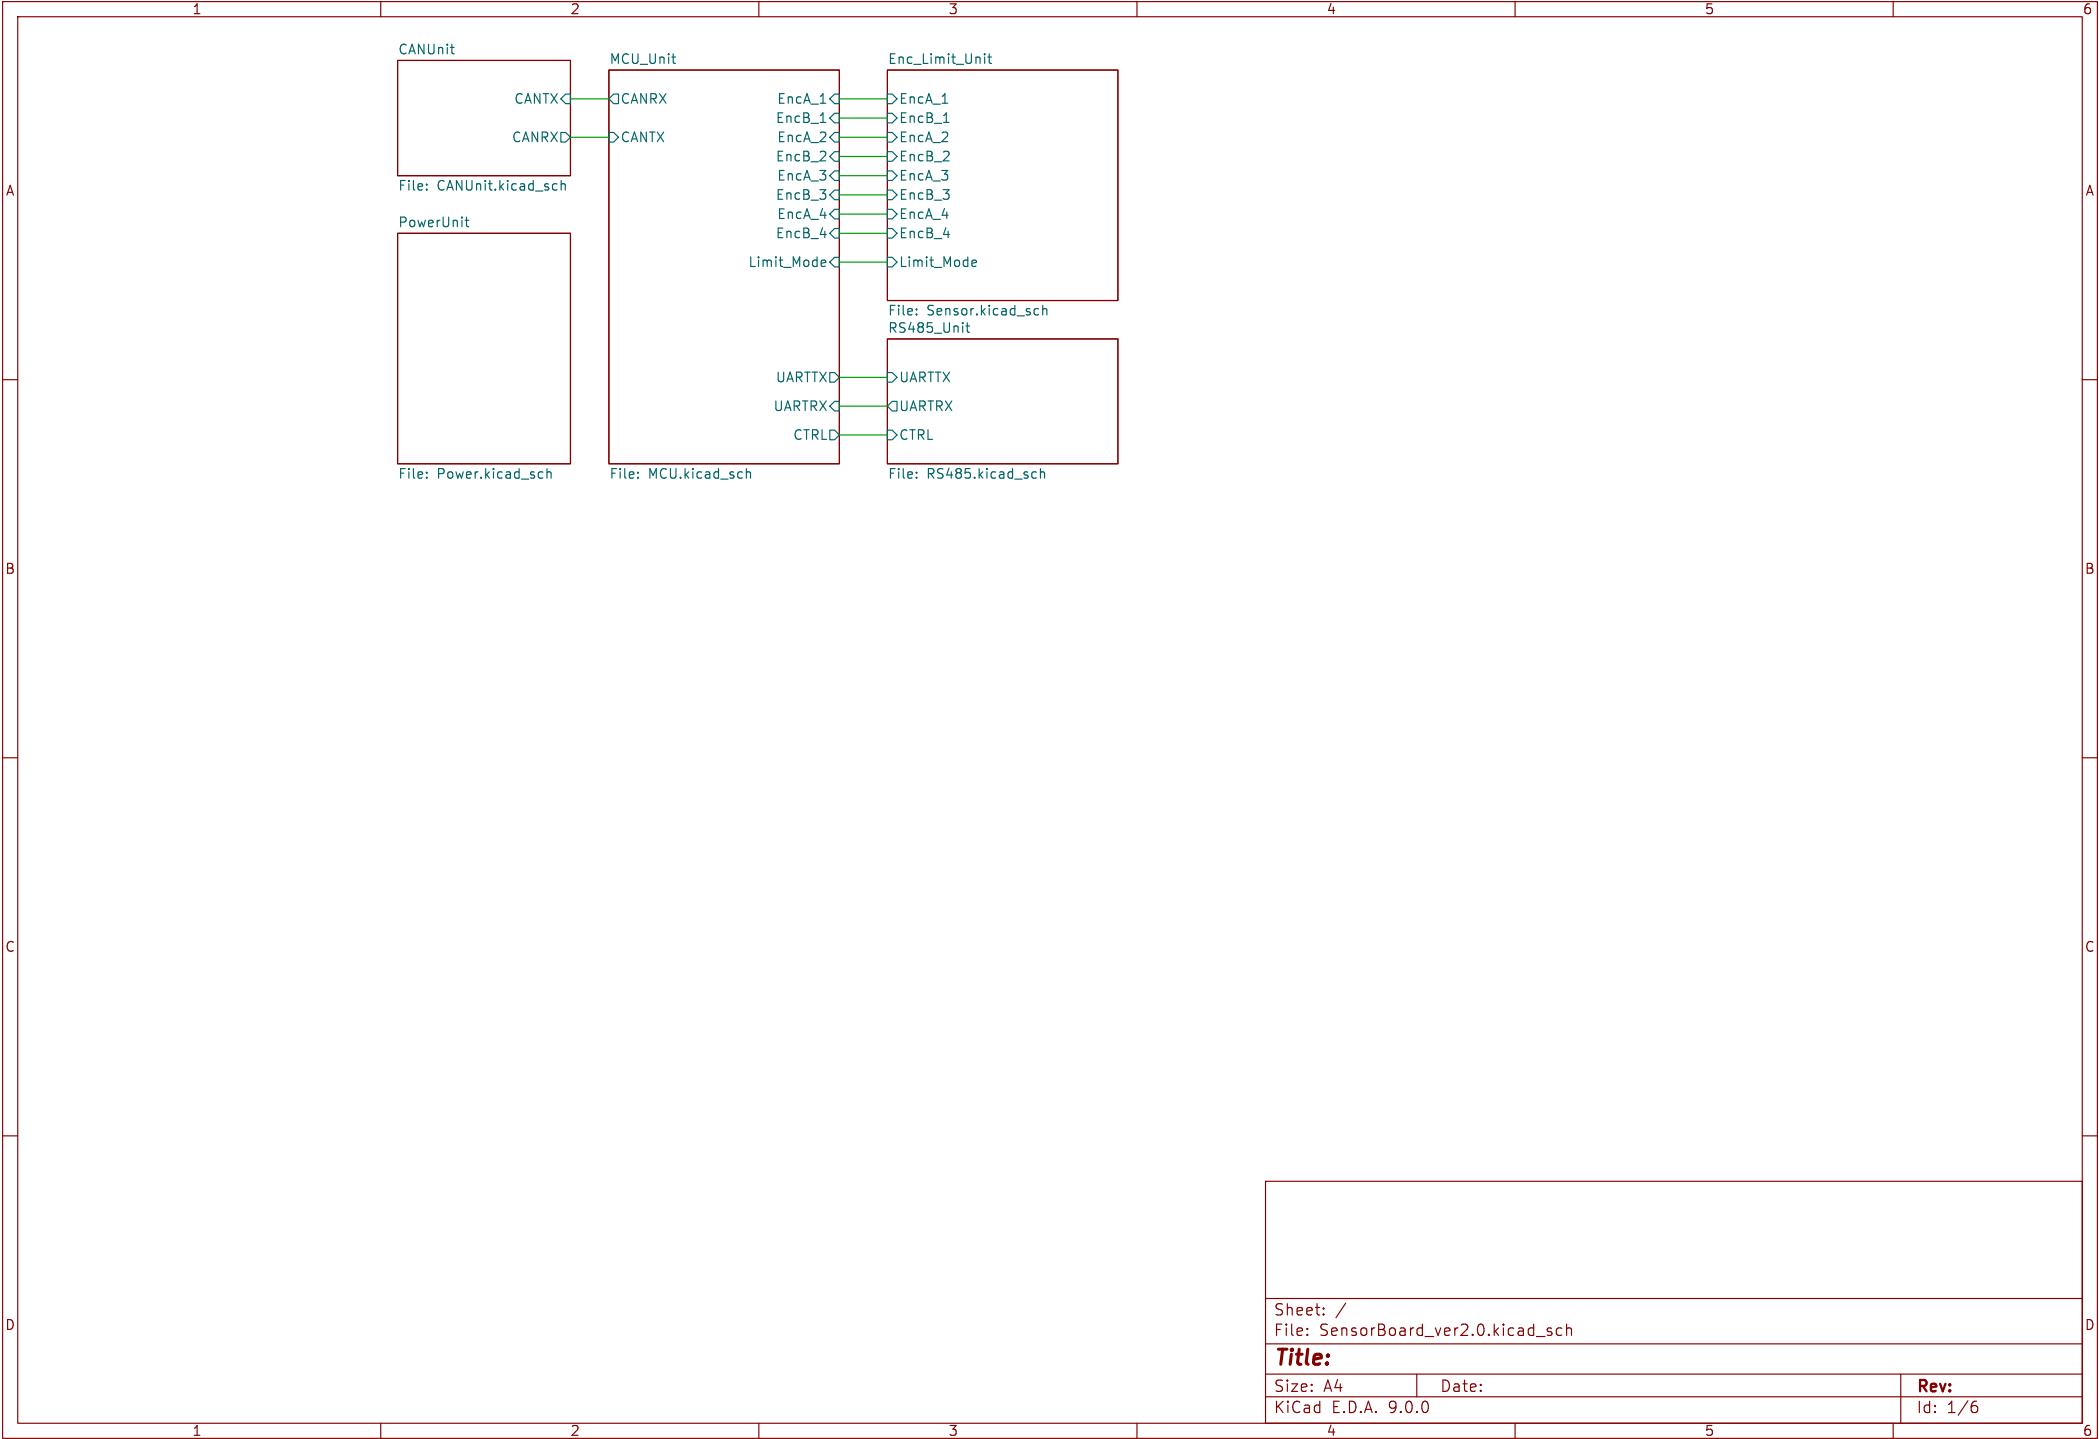 1 2 3 4 5 6
CANUnit
CANTX
CANRX
File: CANUnit.kicad_sch
PowerUnit
File: Power.kicad_sch
MCU_Unit
CANRX
CANTX
EncA_1
EncB_1
EncA_2
EncB_2
EncA_3
EncB_3
EncA_4
EncB_4
Limit_Mode
UARTTX
UARTRX
CTRL
File: MCU.kicad_sch
Enc_Limit_Unit
EncA_1
EncB_1
EncA_2
EncB_2
EncA_3
EncB_3
EncA_4
EncB_4
Limit_Mode
File: Sensor.kicad_sch
RS485_Unit
UARTTX
UARTRX
CTRL
File: RS485.kicad_sch
A A
B B
C C
D D
Sheet: /
File: SensorBoard_ver2.0.kicad_sch
Title:
Size: A4 Date: Rev:
KiCad E.D.A. 9.0.0 Id: 1/6
1 2 3 4 5 6